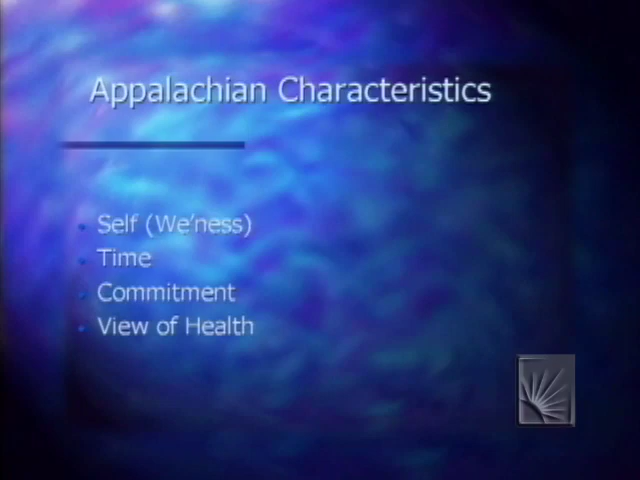 Appalachian Characteristics
Self (We'ness)
Time
Commitment
View of Health